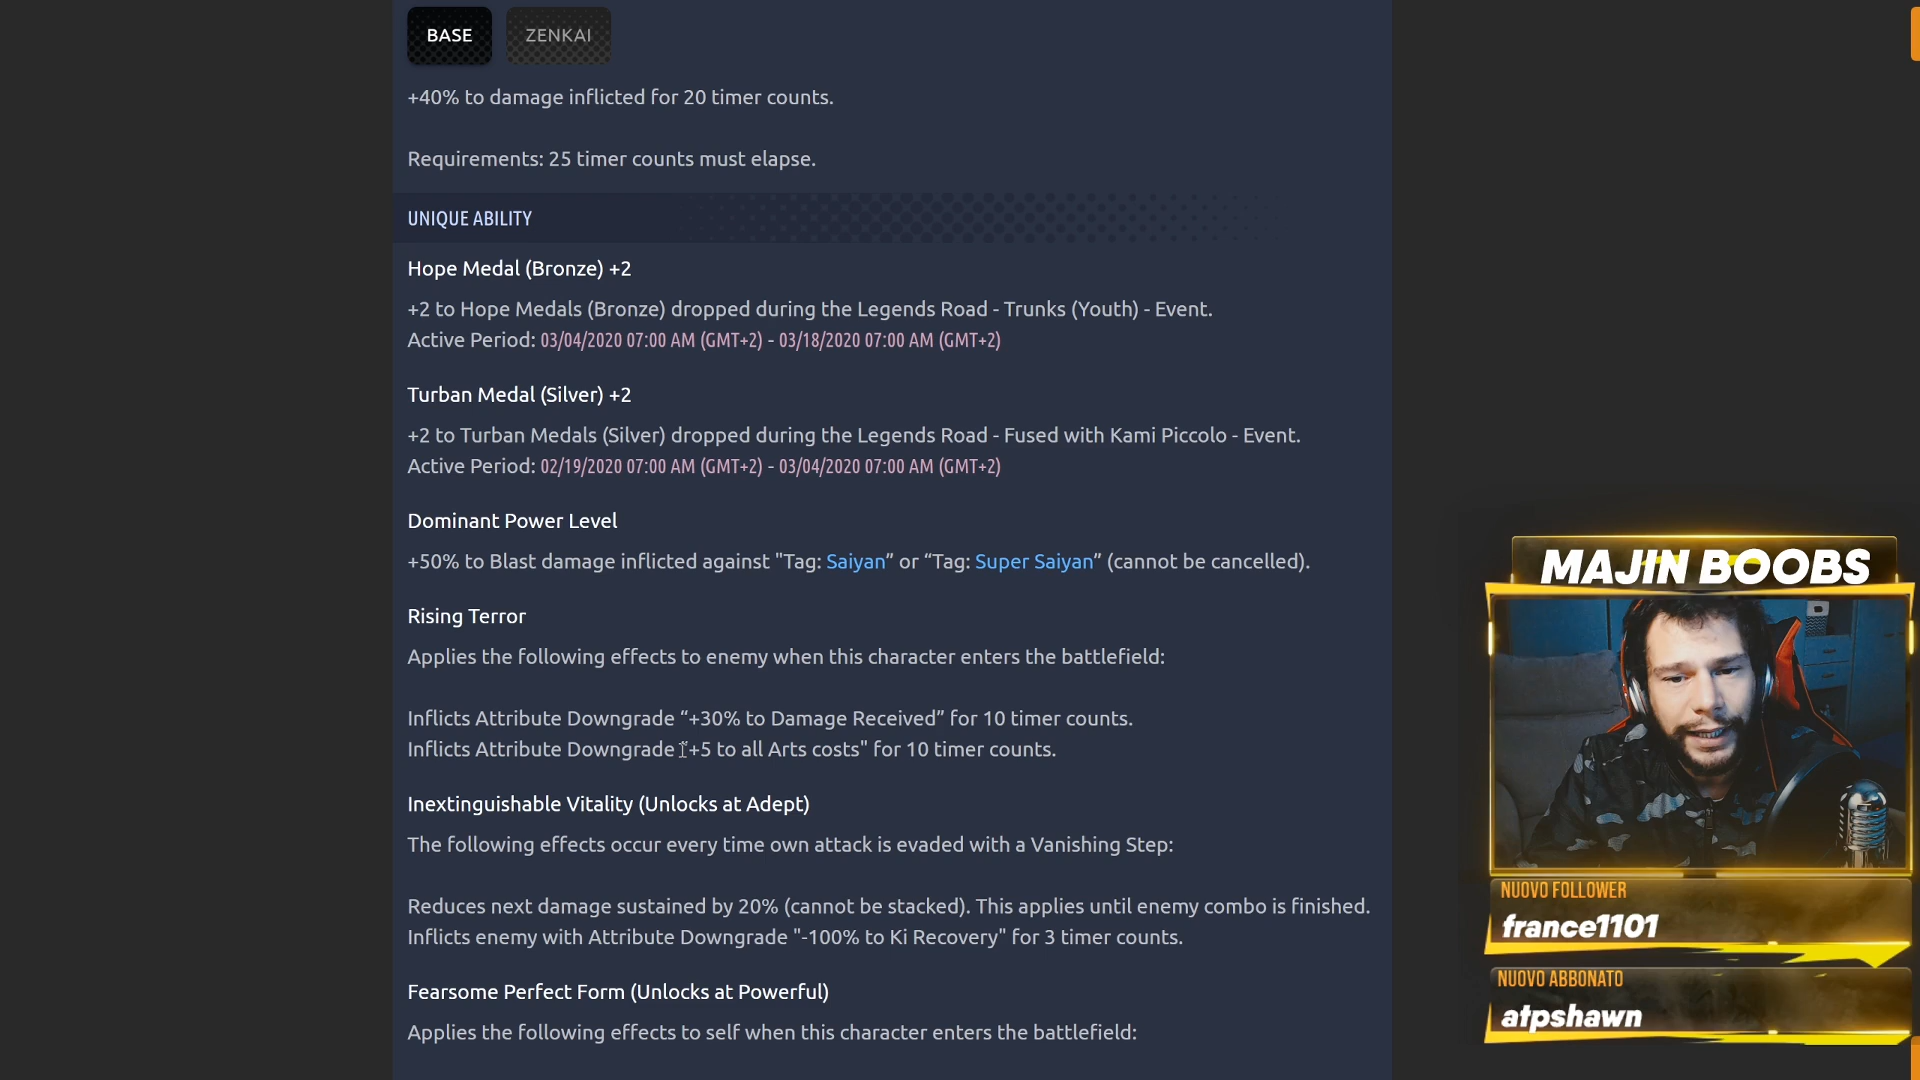 BASE
ZENKAI
+40% to damage inflicted for 20 timer counts.
Requirements: 25 timer counts must elapse.
UNIQUE ABILITY
Hope Medal (Bronze) +2
+2 to Hope Medals (Bronze) dropped during the Legends Road - Trunks (Youth) - Event.
Active Period: 03/04/2020 07:00 AM (GMT+2) - 03/18/2020 07:00 AM (GMT+2)
Turban Medal (Silver) +2
+2 to Turban Medals (Silver) dropped during the Legends Road - Fused with Kami Piccolo - Event.
Active Period: 02/19/2020 07:00 AM (GMT+2) - 03/04/2020 07:00 AM (GMT+2)
Dominant Power Level
+50% to Blast damage inflicted against "Tag: Saiyan” or “Tag: Super Saiyan” (cannot be cancelled).
Rising Terror
Applies the following effects to enemy when this character enters the battlefield:
Inflicts Attribute Downgrade “+30% to Damage Received” for 10 timer counts.
Inflicts Attribute Downgrade "+5 to all Arts costs" for 10 timer counts.
Inextinguishable Vitality (Unlocks at Adept)
The following effects occur every time own attack is evaded with a Vanishing Step:
Reduces next damage sustained by 20% (cannot be stacked). This applies until enemy combo is finished.
Inflicts enemy with Attribute Downgrade "-100% to Ki Recovery" for 3 timer counts.
Fearsome Perfect Form (Unlocks at Powerful)
Applies the following effects to self when this character enters the battlefield:
MAJIN BOOBS
NUOVO FOLLOWER
france1101
NUOVO ABBONATO
atpshawn